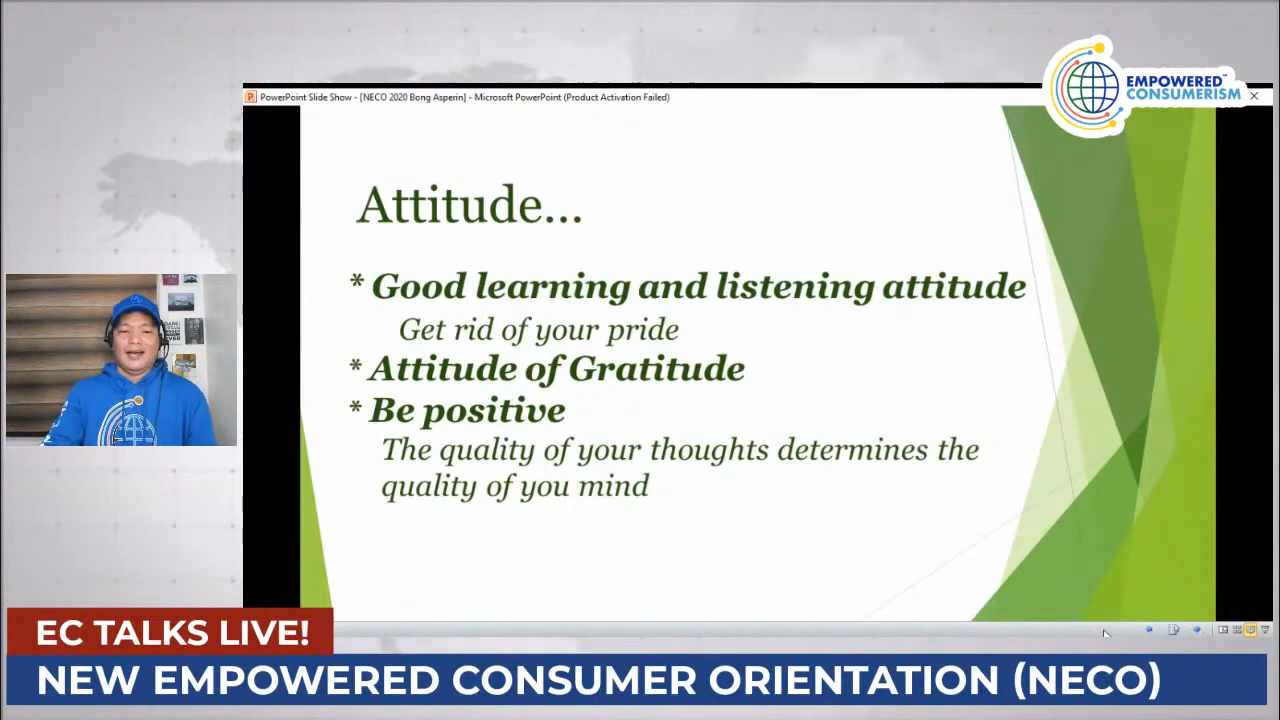 EMPOWERED™
CONSUMERISM
PowerPoint Slide Show - [NECO 2020 Bong Asperin] - Microsoft PowerPoint (Product Activation Failed)
Attitude...
* Good learning and listening attitude
Get rid of your pride
* Attitude of Gratitude
* Be positive
The quality of your thoughts determines the
quality of you mind
EC TALKS LIVE!
NEW EMPOWERED CONSUMER ORIENTATION (NECO)